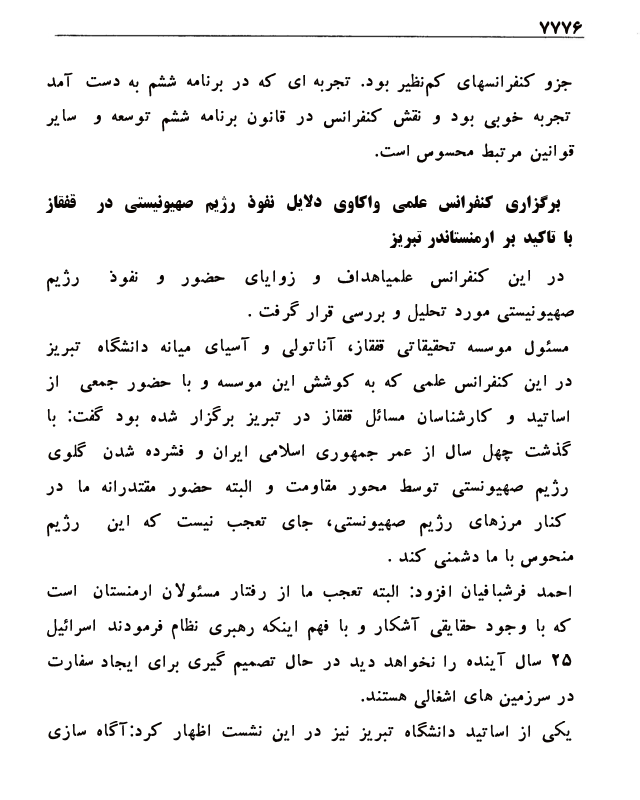 ۷۷۷۶
جزو کنفرانسهای کم‌نظیر بود. تجربه ای که در برنامه ششم به دست آمد
تجربه خوبی بود و نقش کنفرانس در قانون برنامه ششم توسعه و سایر
قوانین مرتبط محسوس است.
برگزاری کنفرانس علمی واکاوی دلایل نفوذ رژیم صهیونیستی در قفقاز
با تاکید بر ارمنستاندر تبریز
در این کنفرانس علمیاهداف و زوایای حضور و نفوذ رژیم
صهیونیستی مورد تحلیل و بررسی قرار گرفت .
مسئول موسسه تحقیقاتی قفقاز، آناتولی و آسیای میانه دانشگاه تبریز
در این کنفرانس علمی که به کوشش این موسسه و با حضور جمعی از
اساتید و کارشناسان مسائل قفقاز در تبریز برگزار شده بود گفت: با
گذشت چهل سال از عمر جمهوری اسلامی ایران و فشرده شدن گلوی
رژیم صهیونستی توسط محور مقاومت و البته حضور مقتدرانه ما در
کنار مرزهای رژیم صهیونستی، جای تعجب نیست که این رژیم
منحوس با ما دشمنی کند .
احمد فرشبافیان افزود: البته تعجب ما از رفتار مسئولان ارمنستان است
که با وجود حقایقی آشکار و با فهم اینکه رهبری نظام فرمودند اسرائیل
۲۵ سال آینده را نخواهد دید در حال تصمیم گیری برای ایجاد سفارت
در سرزمین های اشغالی هستند.
یکی از اساتید دانشگاه تبریز نیز در این نشست اظهار کرد:آگاه سازی